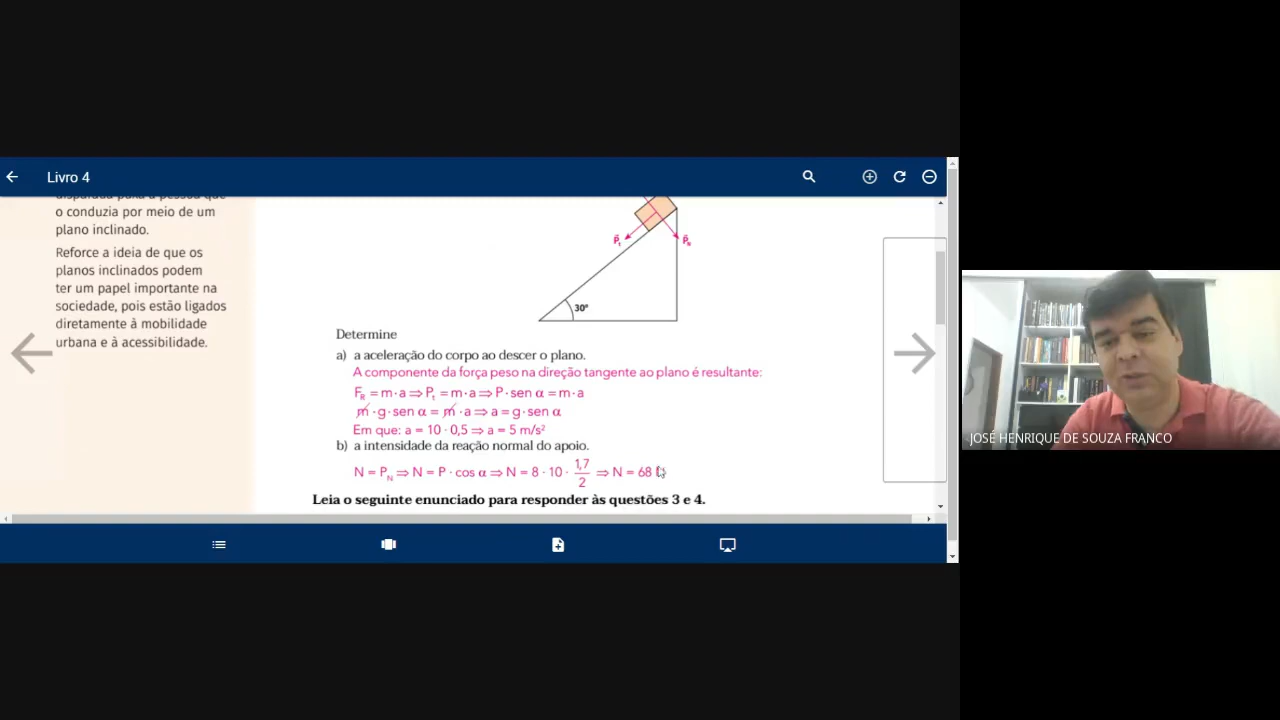 Livro 4
disparada puxa a pessoa que
o conduzia por meio de um
plano inclinado.
Reforce a ideia de que os
planos inclinados podem
ter um papel importante na
sociedade, pois estão ligados
diretamente à mobilidade
urbana e à acessibilidade.
P⃗t
P⃗N
30°
Determine
a) a aceleração do corpo ao descer o plano.
A componente da força peso na direção tangente ao plano é resultante:
FR = m · a ⇒ Pt = m · a ⇒ P · sen α = m · a
m · g · sen α = m · a ⇒ a = g · sen α
Em que: a = 10 · 0,5 ⇒ a = 5 m/s²
b) a intensidade da reação normal do apoio.
N = PN ⇒ N = P · cos α ⇒ N = 8 · 10 · 1,7/2 ⇒ N = 68
Leia o seguinte enunciado para responder às questões 3 e 4.
JOSÉ HENRIQUE DE SOUZA FRANCO